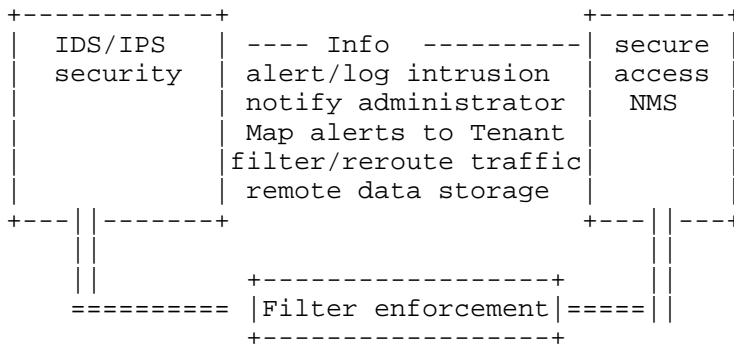 +-------------+                       +---------+
|   IDS/IPS   | ---- Info  ----------| secure  |
|   security  | alert/log intrusion  | access  |
|             | notify administrator |  NMS    |
|             | Map alerts to Tenant |         |
|             |filter/reroute traffic|         |
|             | remote data storage  |         |
+---||-------+                       +---||---+
||                                   ||
||         +------------------+     ||
========== |Filter enforcement|=====||
+------------------+